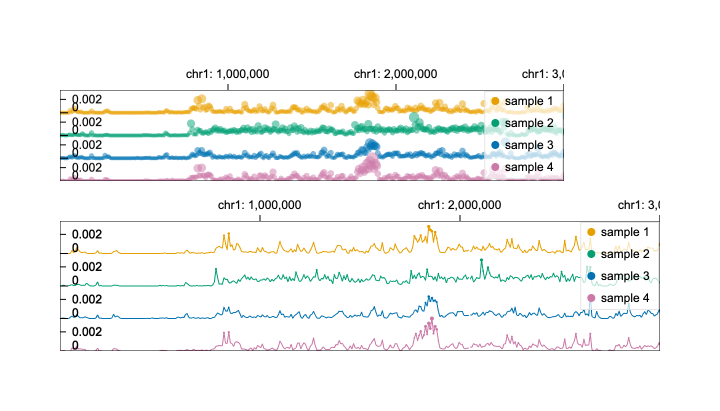 chr1: 1,000,000 chr1: 2,000,000 chr1: 3,(
0.002 sample 1
0
0.002 sample 2
0
0.002 sample 3
0
0.002 sample 4
0
chr1: 1,000,000 chr1: 2,000,000 chr1: 3,0
0.002 sample 1
0
sample 2
0.002
0
0.002 sample 3
0
sample 4
0.002
0